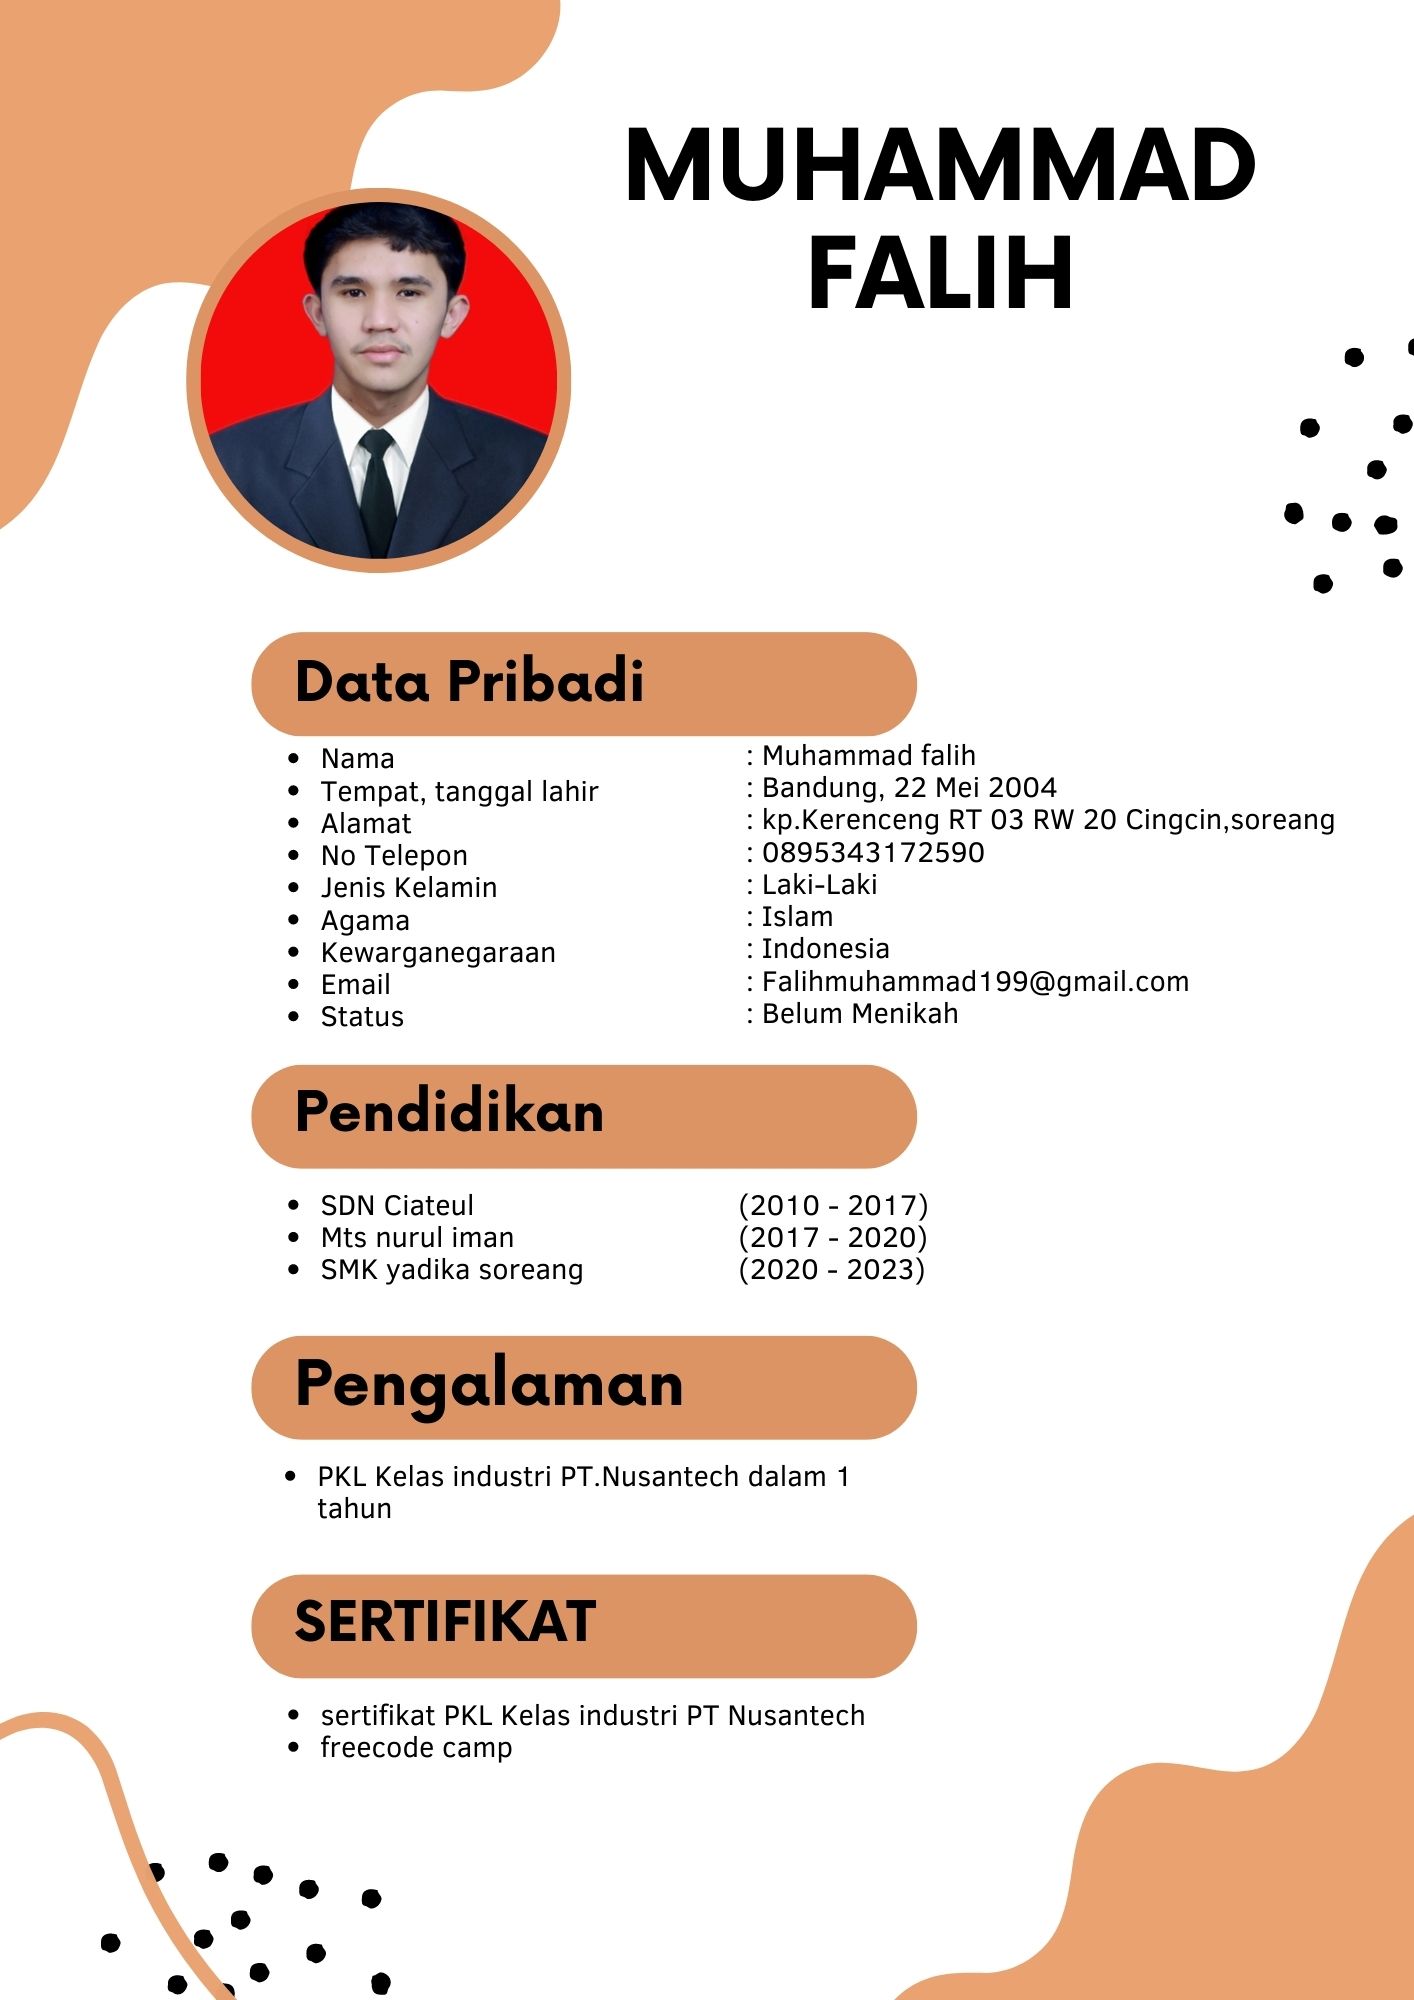 MUHAMMAD
FALIH
Data Pribadi
• Nama : Muhammad falih
• Tempat, tanggal lahir : Bandung, 22 Mei 2004
• Alamat : kp.Kerenceng RT 03 RW 20 Cingcin,soreang
• No Telepon : 0895343172590
• Jenis Kelamin : Laki-Laki
• Agama : Islam
• Kewarganegaraan : Indonesia
• Email : Falihmuhammad199@gmail.com
• Status : Belum Menikah
Pendidikan
• SDN Ciateul (2010 - 2017)
• Mts nurul iman (2017 - 2020)
• SMK yadika soreang (2020 - 2023)
Pengalaman
• PKL Kelas industri PT.Nusantech dalam 1
tahun
SERTIFIKAT
• sertifikat PKL Kelas industri PT Nusantech
• freecode camp